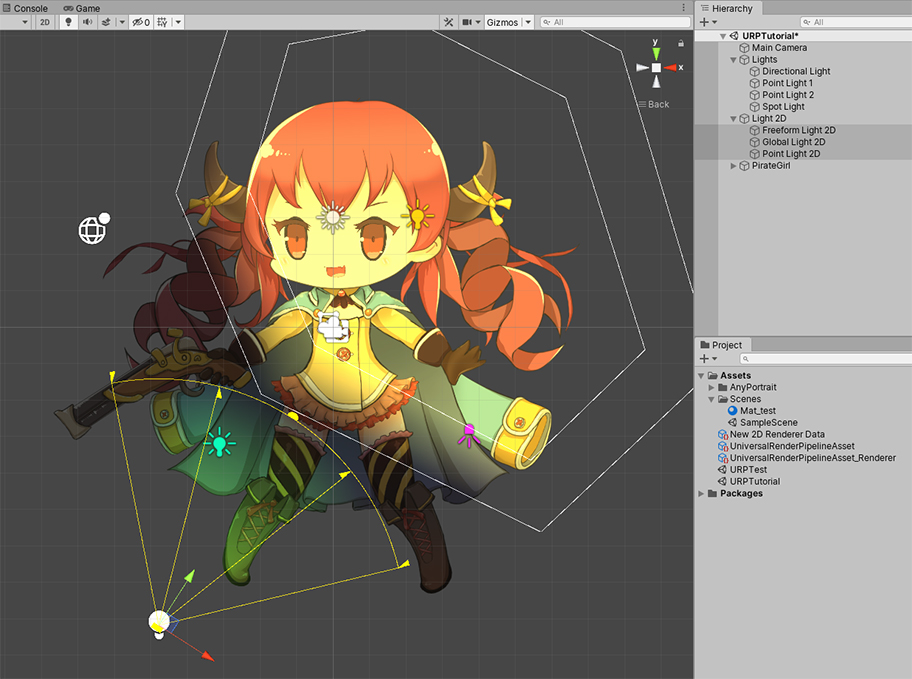 Console Game
2D 0 Gizmos All
y
x
Back
Hierarchy
All
URPTutorial*
Main Camera
Lights
Directional Light
Point Light 1
Point Light 2
Spot Light
Light 2D
Freeform Light 2D
Global Light 2D
Point Light 2D
PirateGirl
Project
Assets
AnyPortrait
Scenes
Mat_test
SampleScene
New 2D Renderer Data
UniversalRenderPipelineAsset
UniversalRenderPipelineAsset_Renderer
URPTest
URPTutorial
Packages